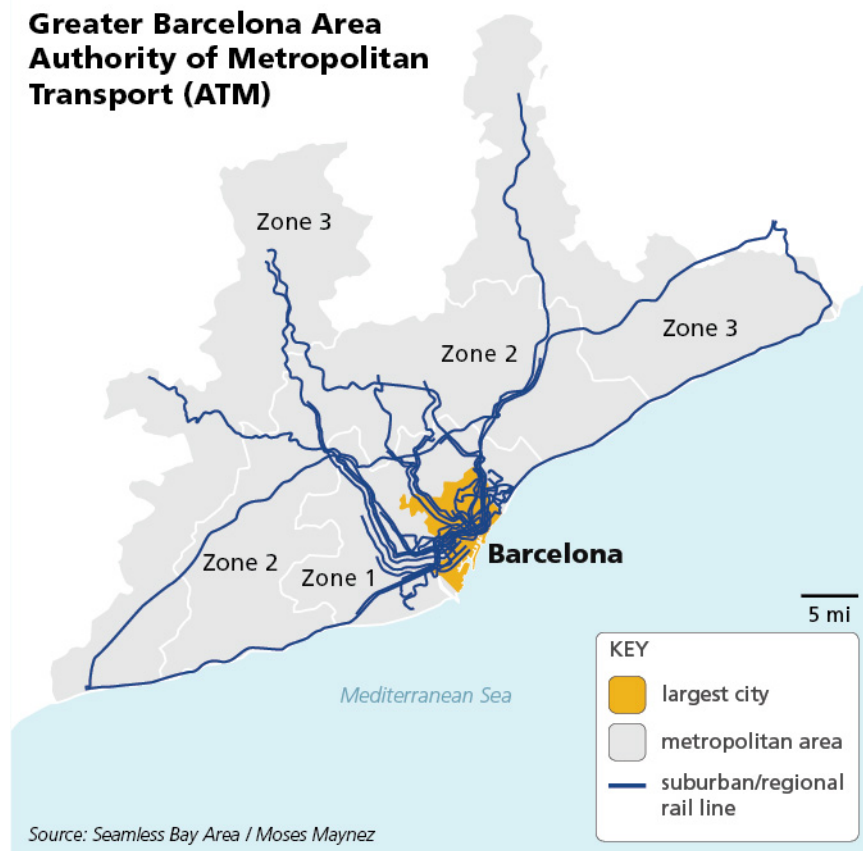 Greater Barcelona Area
Authority of Metropolitan
Transport (ATM)
Zone 3
Zone 3
Zone 2
Zone 2
Zone 1
Barcelona
5 mi
Mediterranean Sea
KEY
largest city
metropolitan area
suburban/regional
rail line
Source: Seamless Bay Area / Moses Maynez